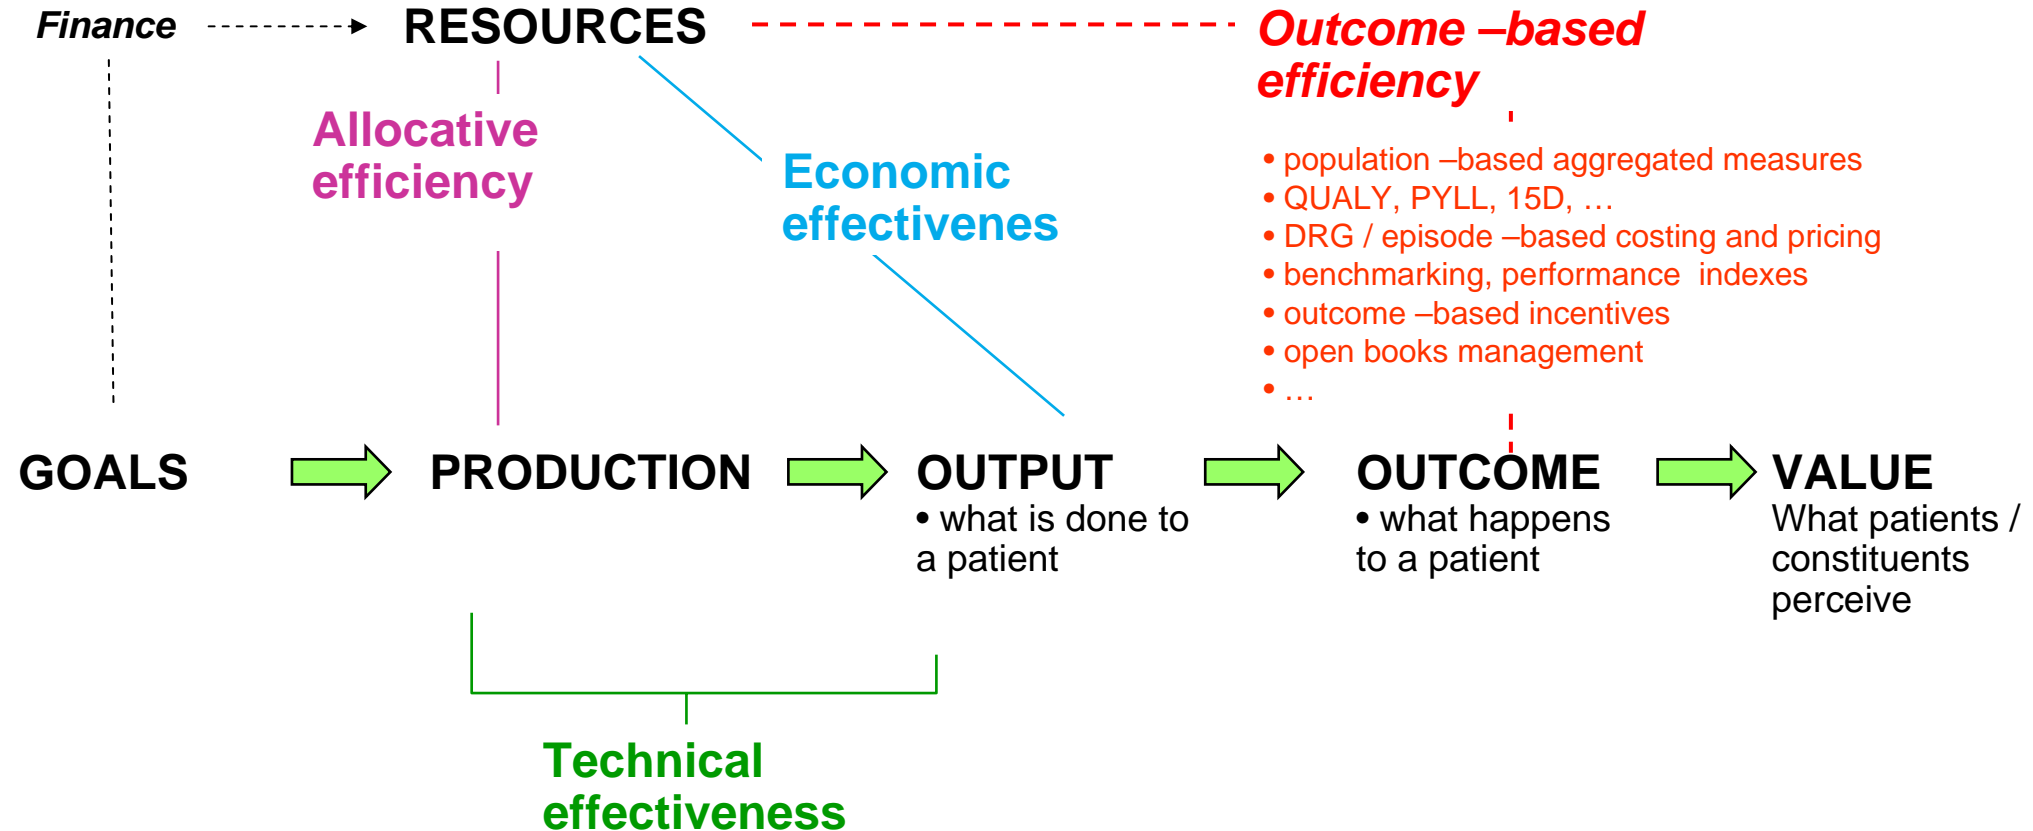 Finance
RESOURCES
Outcome –based
efficiency
Allocative
efficiency
Economic
effectivenes
• population –based aggregated measures
• QUALY, PYLL, 15D, …
• DRG / episode –based costing and pricing
• benchmarking, performance indexes
• outcome –based incentives
• open books management
• …
GOALS
PRODUCTION
OUTPUT
• what is done to
a patient
OUTCOME
• what happens
to a patient
VALUE
What patients /
constituents
perceive
Technical
effectiveness